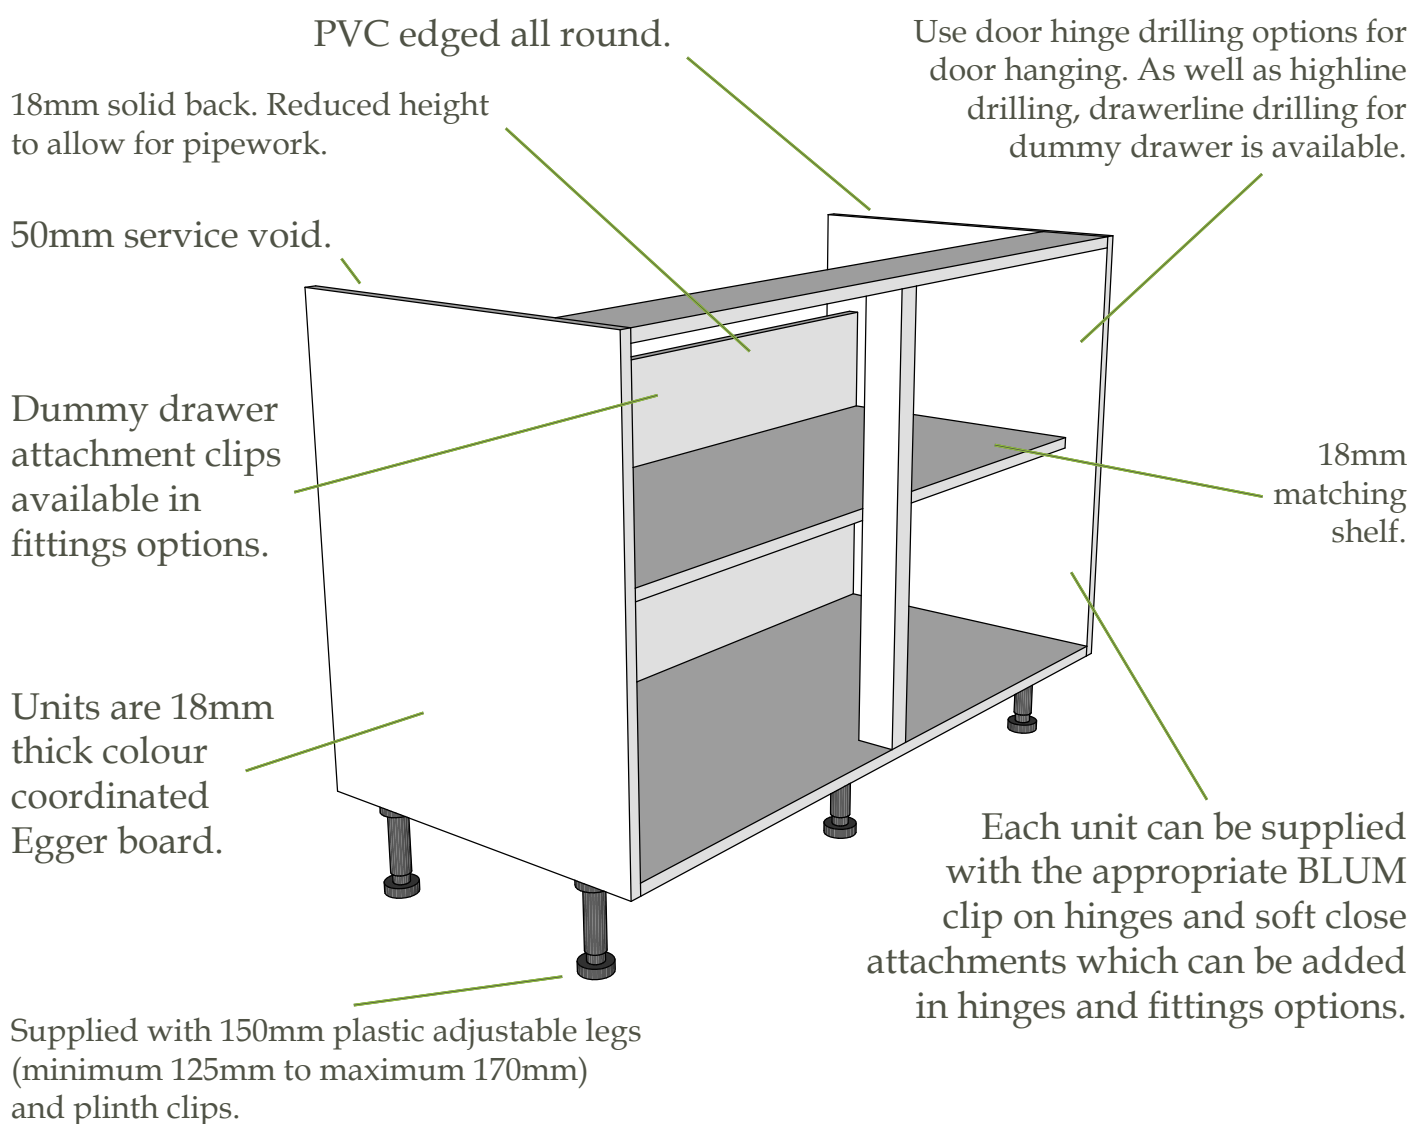 PVC edged all round.
18mm solid back. Reduced height
to allow for pipework.
50mm service void.
Use door hinge drilling options for
door hanging. As well as highline
drilling, drawerline drilling for
dummy drawer is available.
Dummy drawer
attachment clips
available in
fittings options.
18mm
matching
shelf.
Units are 18mm
thick colour
coordinated
Egger board.
Each unit can be supplied
with the appropriate BLUM
clip on hinges and soft close
attachments which can be added
in hinges and fittings options.
Supplied with 150mm plastic adjustable legs
(minimum 125mm to maximum 170mm)
and plinth clips.